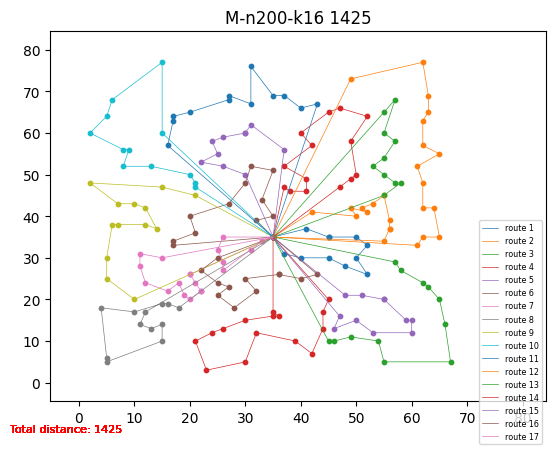 M-n200-k16 1425
80
70
60
50
40
30
20
10
0
0
10
20
30
40
50
60
70
80
route 1
route 2
route 3
route 4
route 5
route 6
route 7
route 8
route 9
route 10
route 11
route 12
route 13
route 14
route 15
route 16
route 17
Total distance: 1425